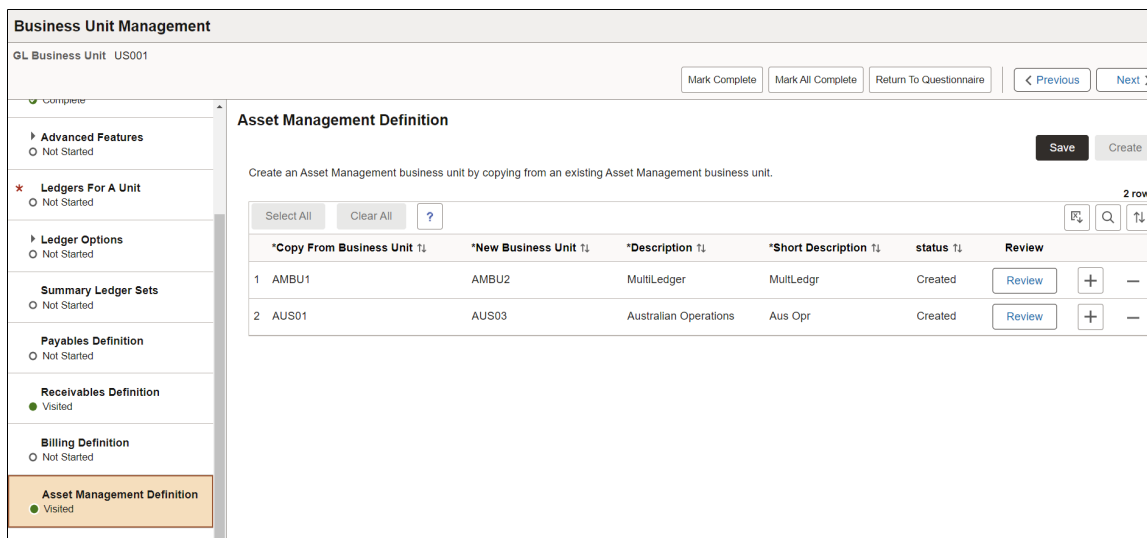 Business Unit Management
GL Business Unit US001
Mark Complete Mark All Complete Return To Questionnaire Previous Next
Complete
Advanced Features
Not Started
* Ledgers For A Unit
Not Started
Ledger Options
Not Started
Summary Ledger Sets
Not Started
Payables Definition
Not Started
Receivables Definition
Visited
Billing Definition
Not Started
Asset Management Definition
Visited
Asset Management Definition
Save Create
Create an Asset Management business unit by copying from an existing Asset Management business unit.
2 row
Select All Clear All ?
*Copy From Business Unit *New Business Unit *Description *Short Description status Review
1 AMBU1 AMBU2 MultiLedger MultLedgr Created Review
2 AUS01 AUS03 Australian Operations Aus Opr Created Review